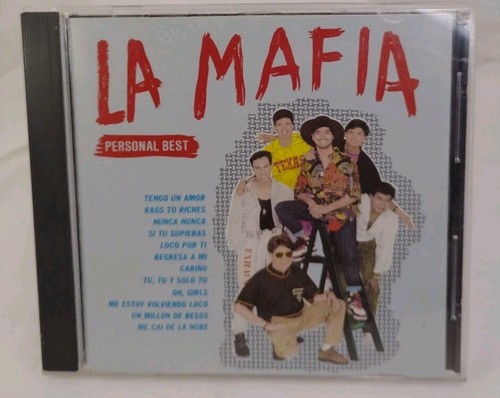 LA MAFIA
PERSONAL BEST
TEXAS
TENGO UN AMOR
RAGS TO RICHES
NUNCA NUNCA
SI TU SUPIERAS
LOCO POR TI
REGRESA A MI
CARIÑO
TU, TU Y SOLO TU
OH, GIRLS
ME ESTOY VOLVIENDO LOCO
UN MILLON DE BESOS
ME CAI DE LA NUBE